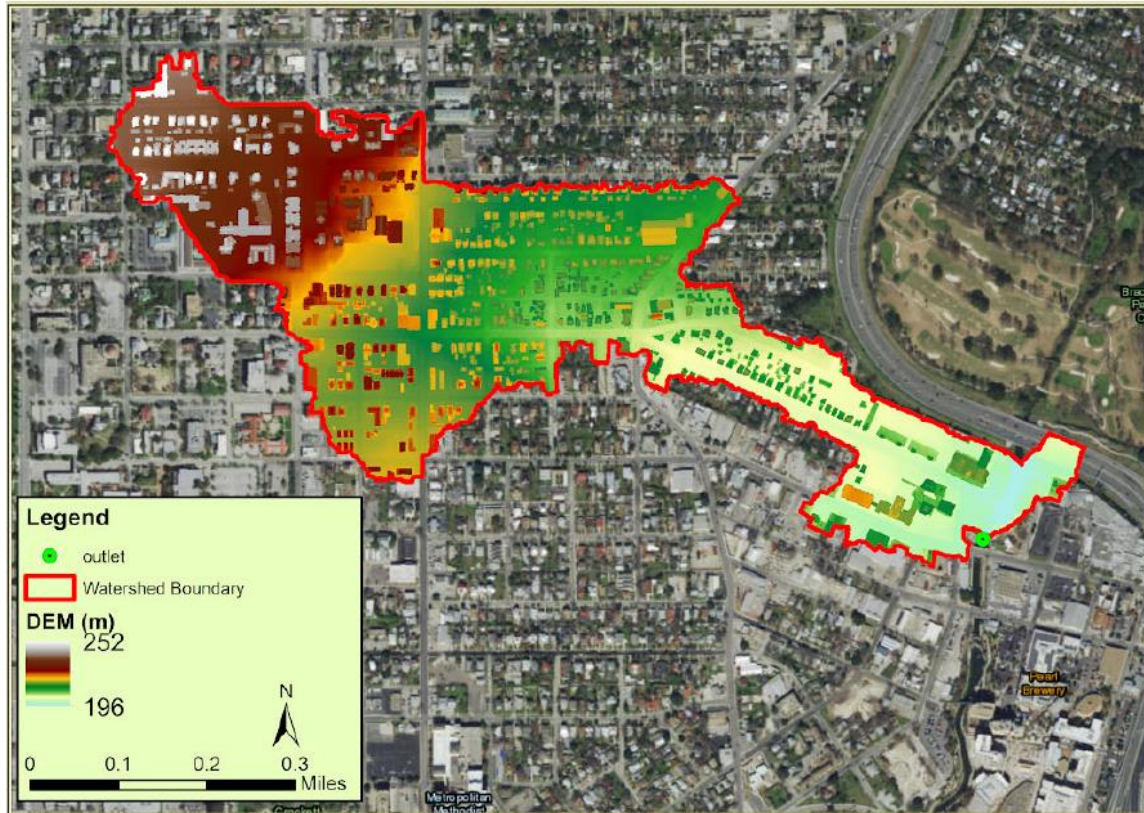 Legend
outlet
Watershed Boundary
DEM (m)
252
196
N
0 0.1 0.2 0.3
Miles
Pearl
Brewery
Metropolitan
Methodist
Crockett